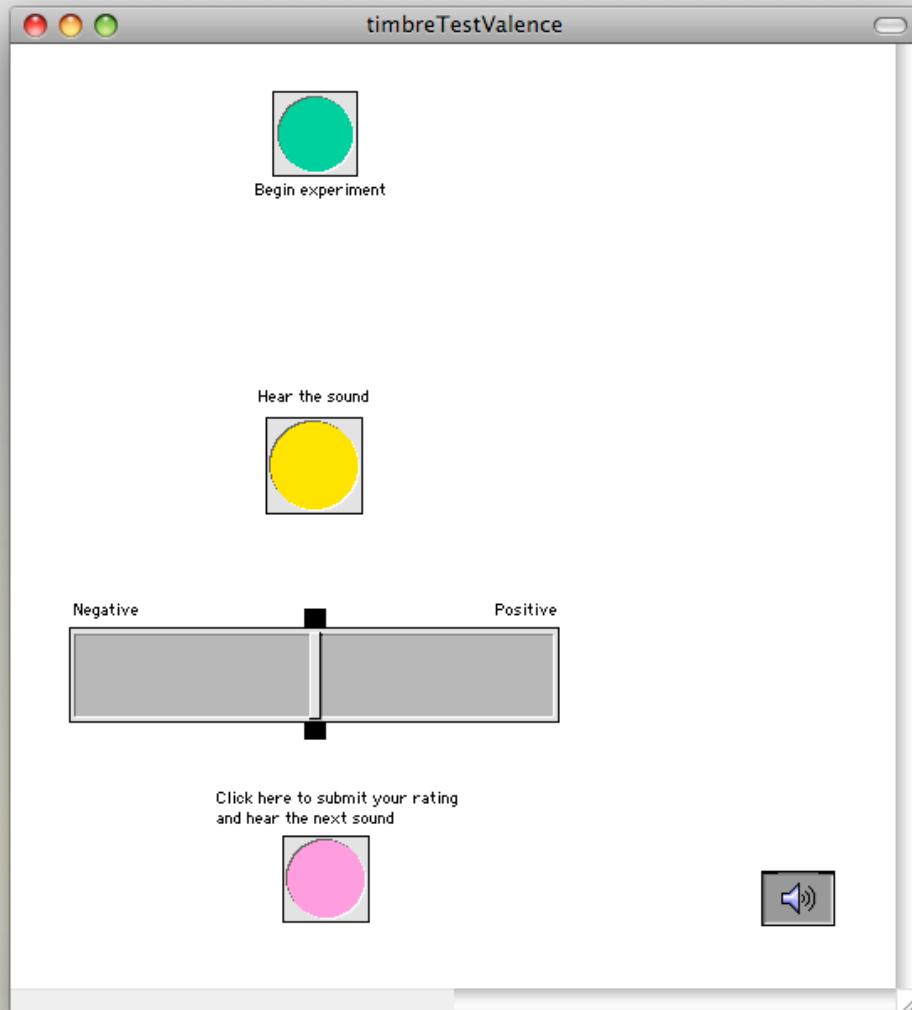 timbreTestValence
Begin experiment
Hear the sound
Negative Positive
Click here to submit your rating
and hear the next sound